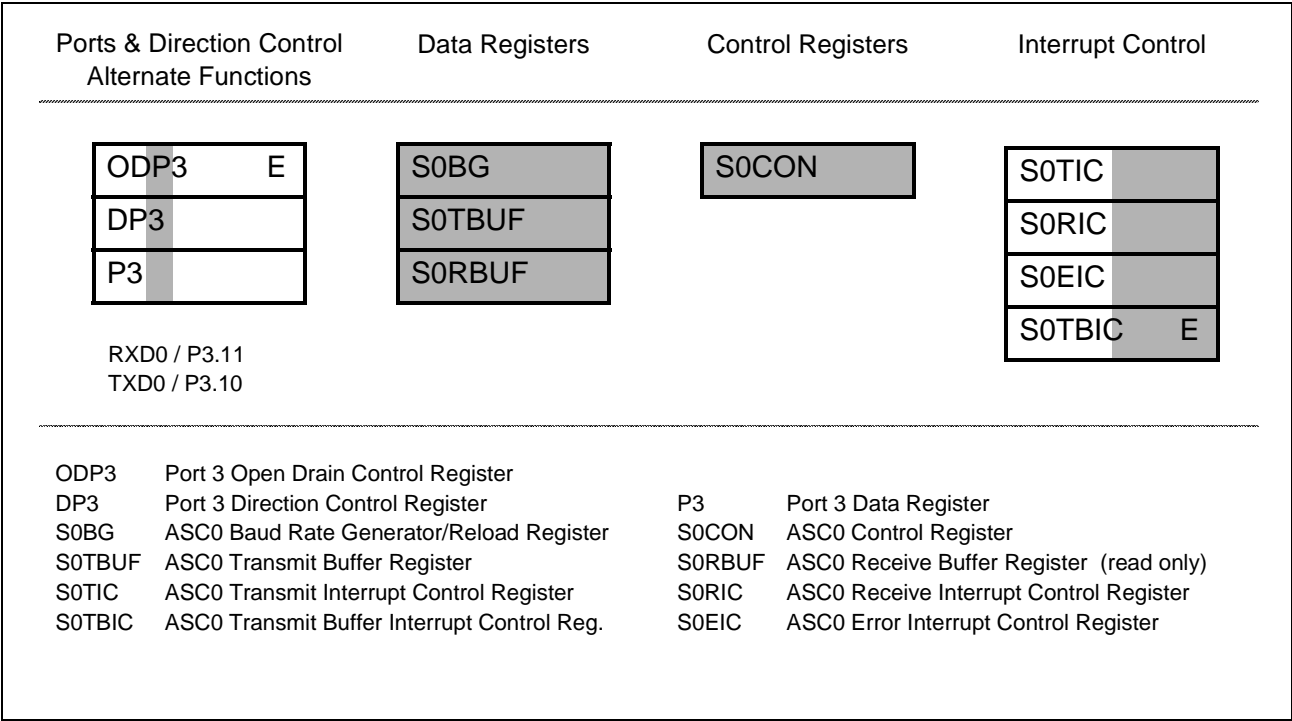 Ports & Direction Control
Alternate Functions
Data Registers
Control Registers
Interrupt Control
ODP3 E
DP3
P3
S0BG
S0TBUF
S0RBUF
S0CON
S0TIC
S0RIC
S0EIC
S0TBIC E
RXD0 / P3.11
TXD0 / P3.10
ODP3 Port 3 Open Drain Control Register
DP3 Port 3 Direction Control Register
P3 Port 3 Data Register
S0BG ASC0 Baud Rate Generator/Reload Register
S0CON ASC0 Control Register
S0TBUF ASC0 Transmit Buffer Register
S0RBUF ASC0 Receive Buffer Register (read only)
S0TIC ASC0 Transmit Interrupt Control Register
S0RIC ASC0 Receive Interrupt Control Register
S0TBIC ASC0 Transmit Buffer Interrupt Control Reg.
S0EIC ASC0 Error Interrupt Control Register